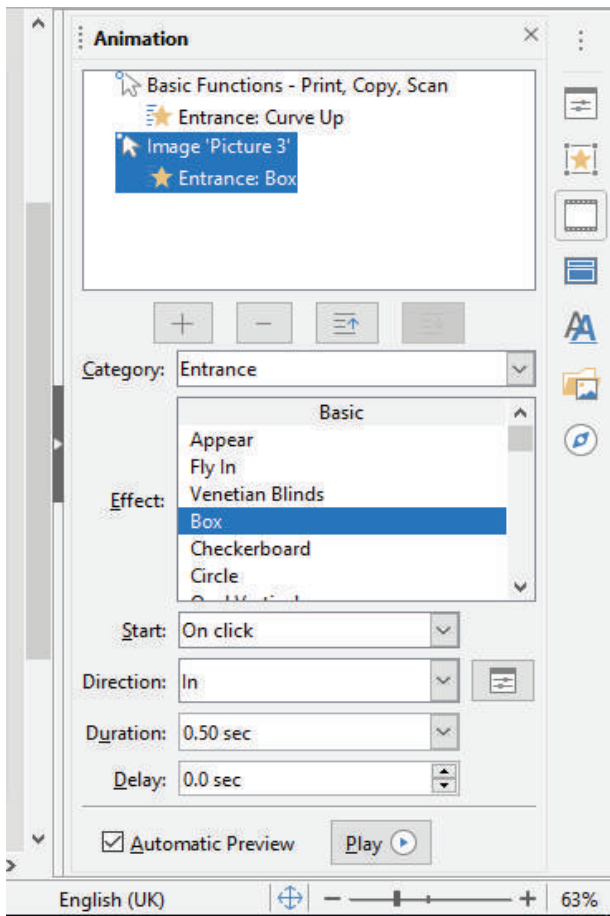 Animation
Basic Functions - Print, Copy, Scan
Entrance: Curve Up
Image 'Picture 3'
Entrance: Box
Category: Entrance
Basic
Appear
Fly In
Venetian Blinds
Effect:
Box
Checkerboard
Circle
Start: On click
Direction: In
Duration: 0.50 sec
Delay: 0.0 sec
Automatic Preview Play
English (UK) 63%